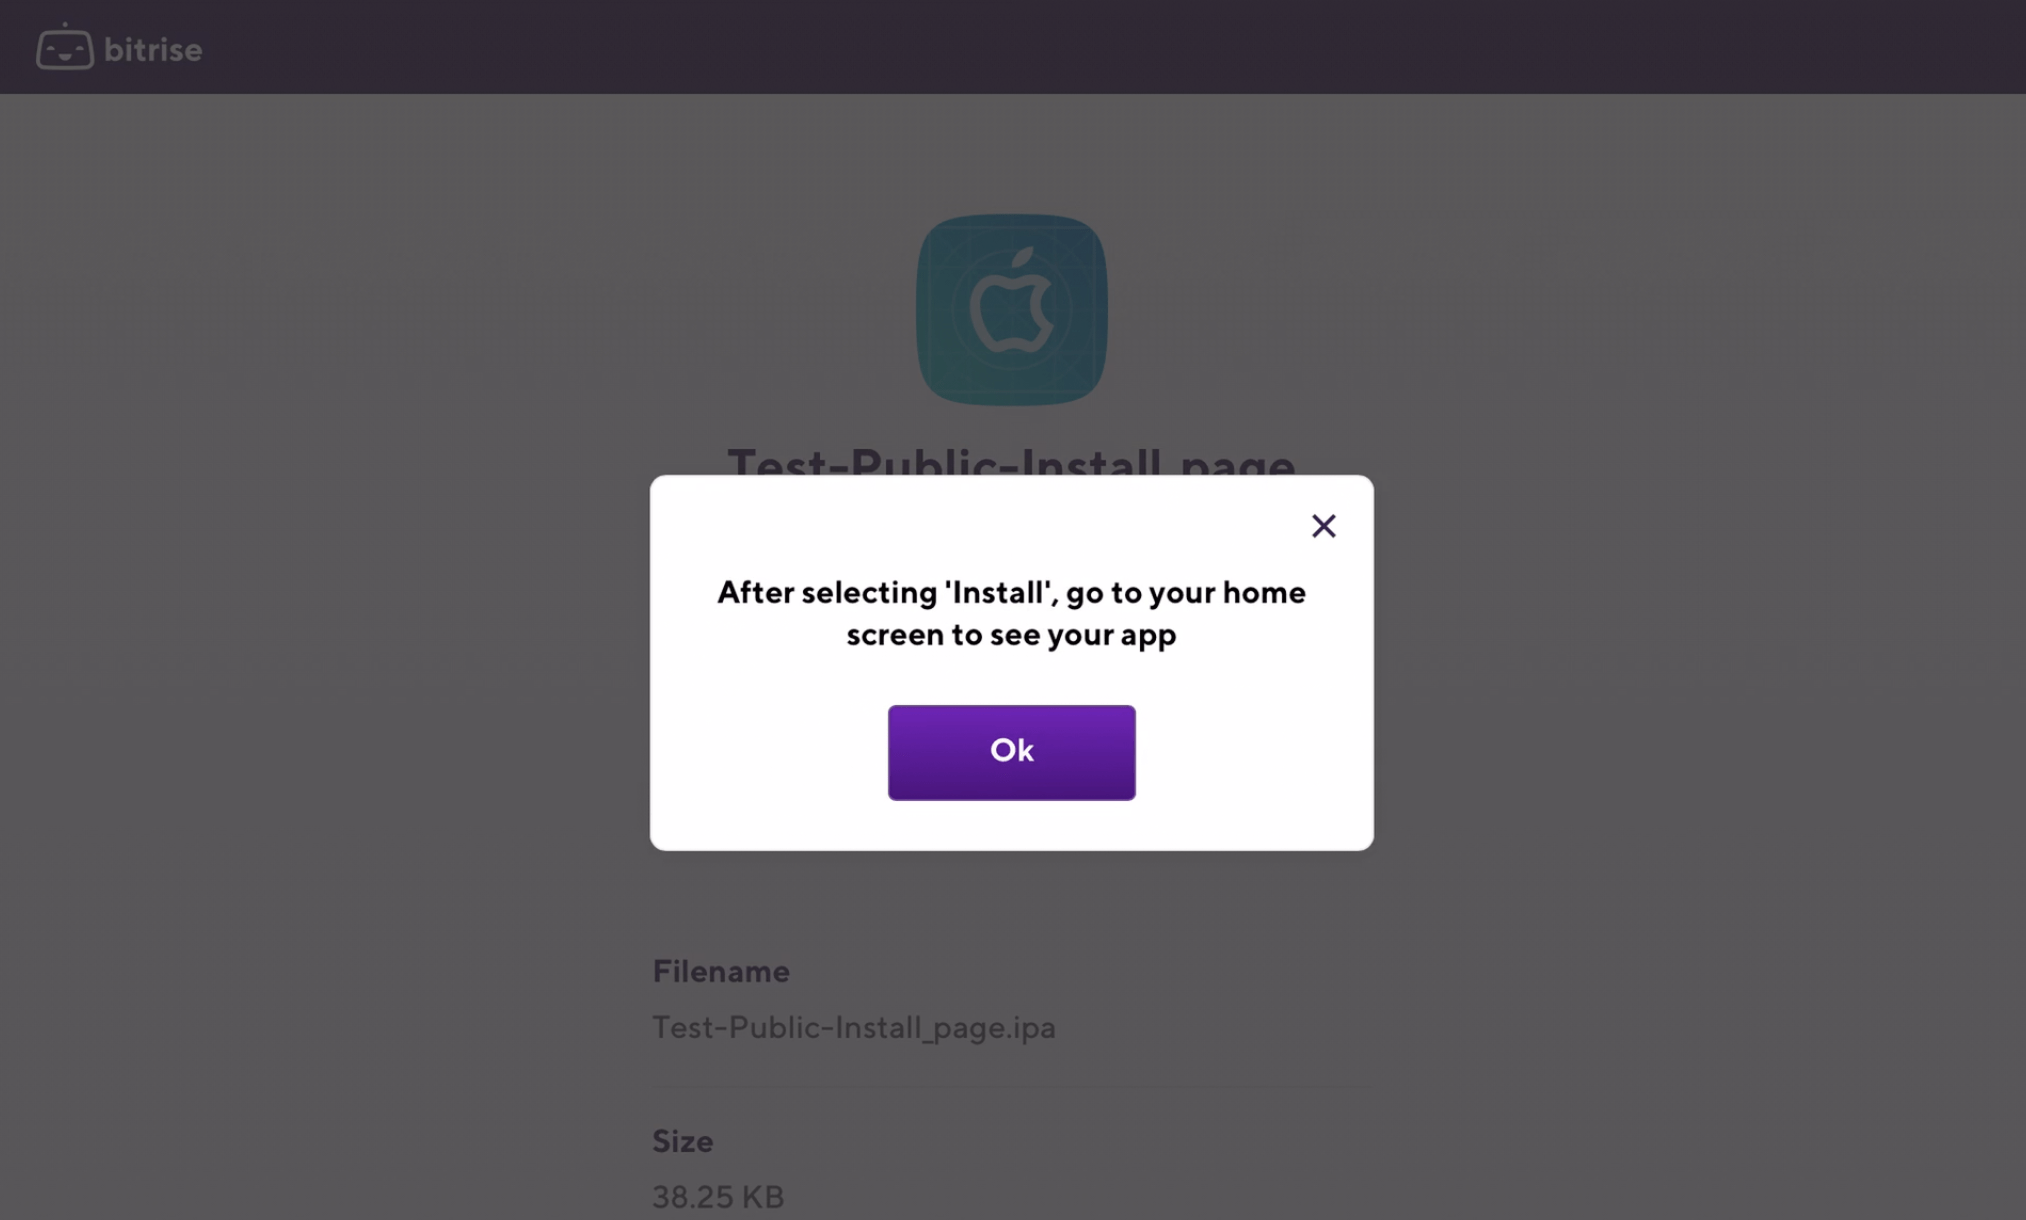 bitrise
Test-Public-Install_page
After selecting 'Install', go to your home
screen to see your app
Ok
Filename
Test-Public-Install_page.ipa
Size
38.25 KB